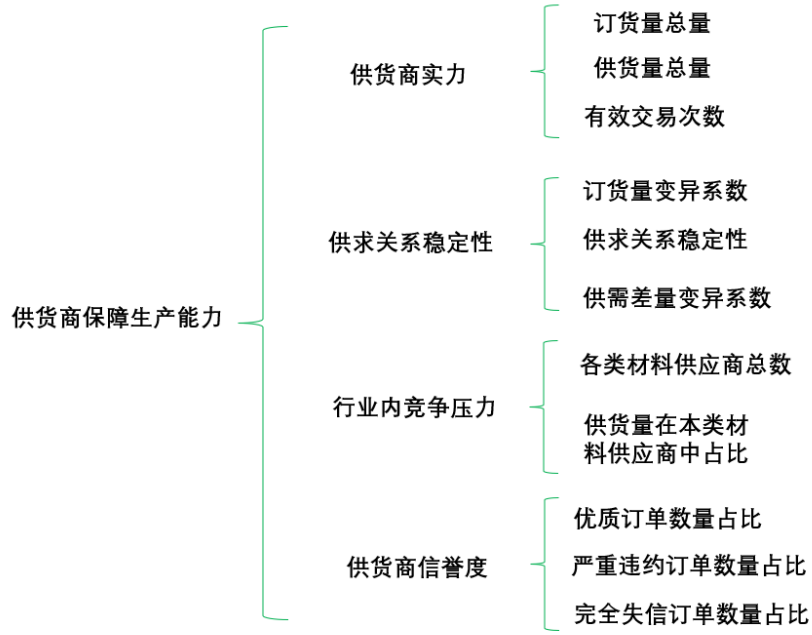 供货商保障生产能力
供货商实力
订货量总量
供货量总量
有效交易次数
供求关系稳定性
订货量变异系数
供求关系稳定性
供需差量变异系数
行业内竞争压力
各类材料供应商总数
供货量在本类材
料供应商中占比
供货商信誉度
优质订单数量占比
严重违约订单数量占比
完全失信订单数量占比